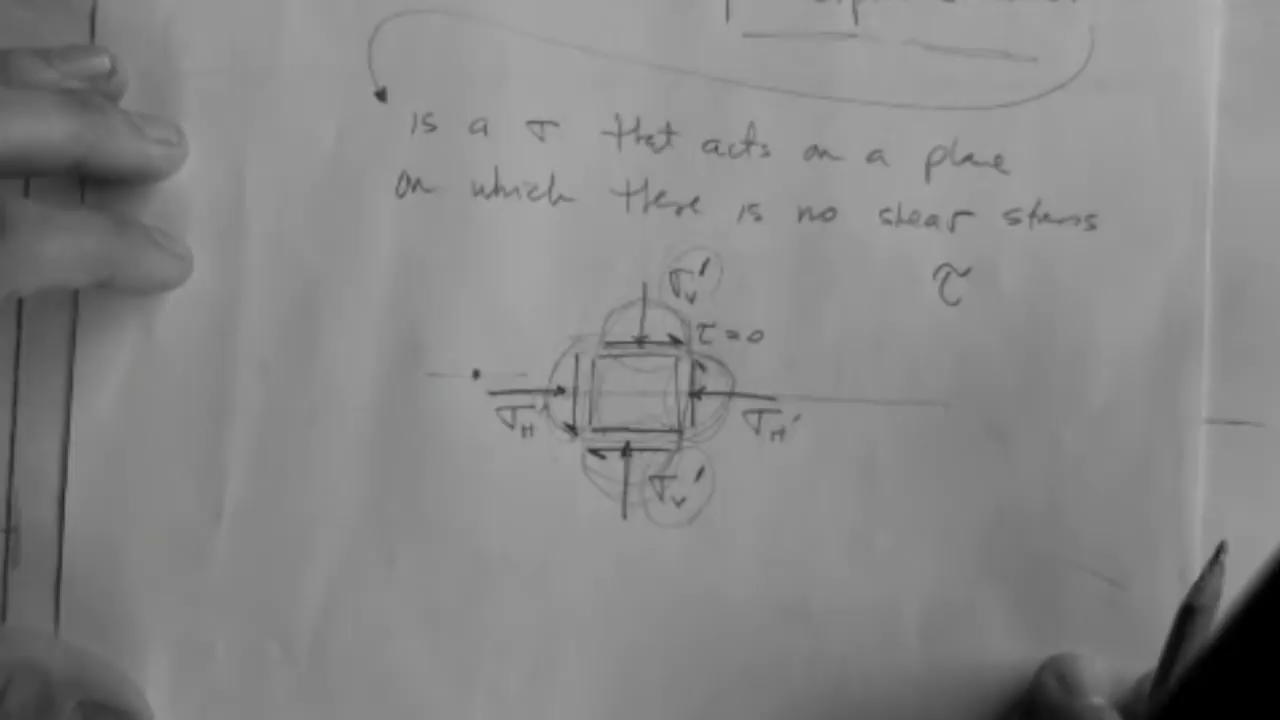 is a σ that acts on a plane
on which there is no shear stress
τ
σv'
τ = 0
σH'
σH'
σv'